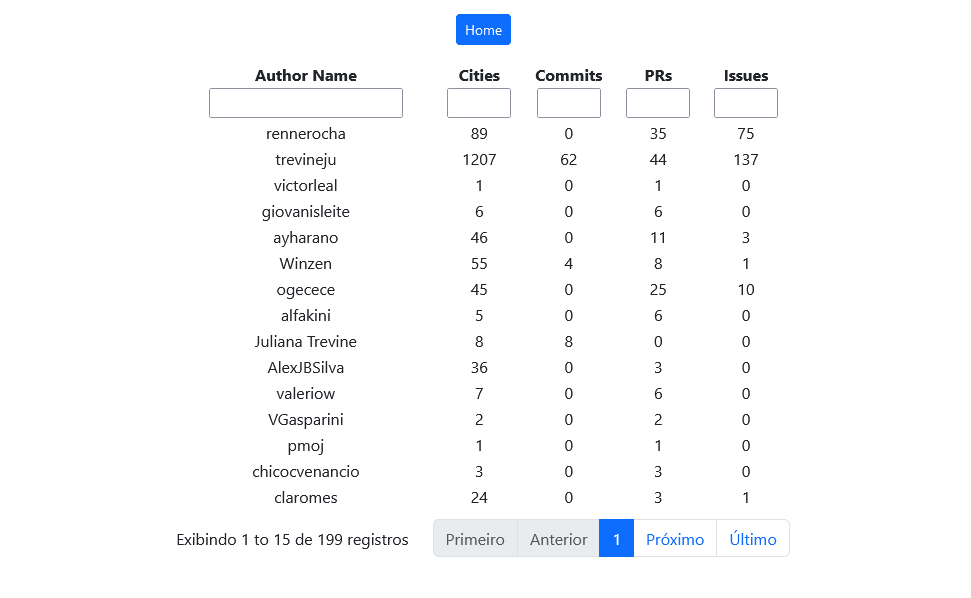 Home
Author Name Cities Commits PRs Issues
rennerocha 89 0 35 75
trevineju 1207 62 44 137
victorleal 1 0 1 0
giovanisleite 6 0 6 0
ayharano 46 0 11 3
Winzen 55 4 8 1
ogecece 45 0 25 10
alfakini 5 0 6 0
Juliana Trevine 8 8 0 0
AlexJBSilva 36 0 3 0
valeriow 7 0 6 0
VGasparini 2 0 2 0
pmoj 1 0 1 0
chicocvenancio 3 0 3 0
claromes 24 0 3 1
Exibindo 1 to 15 de 199 registros Primeiro Anterior 1 Próximo Último